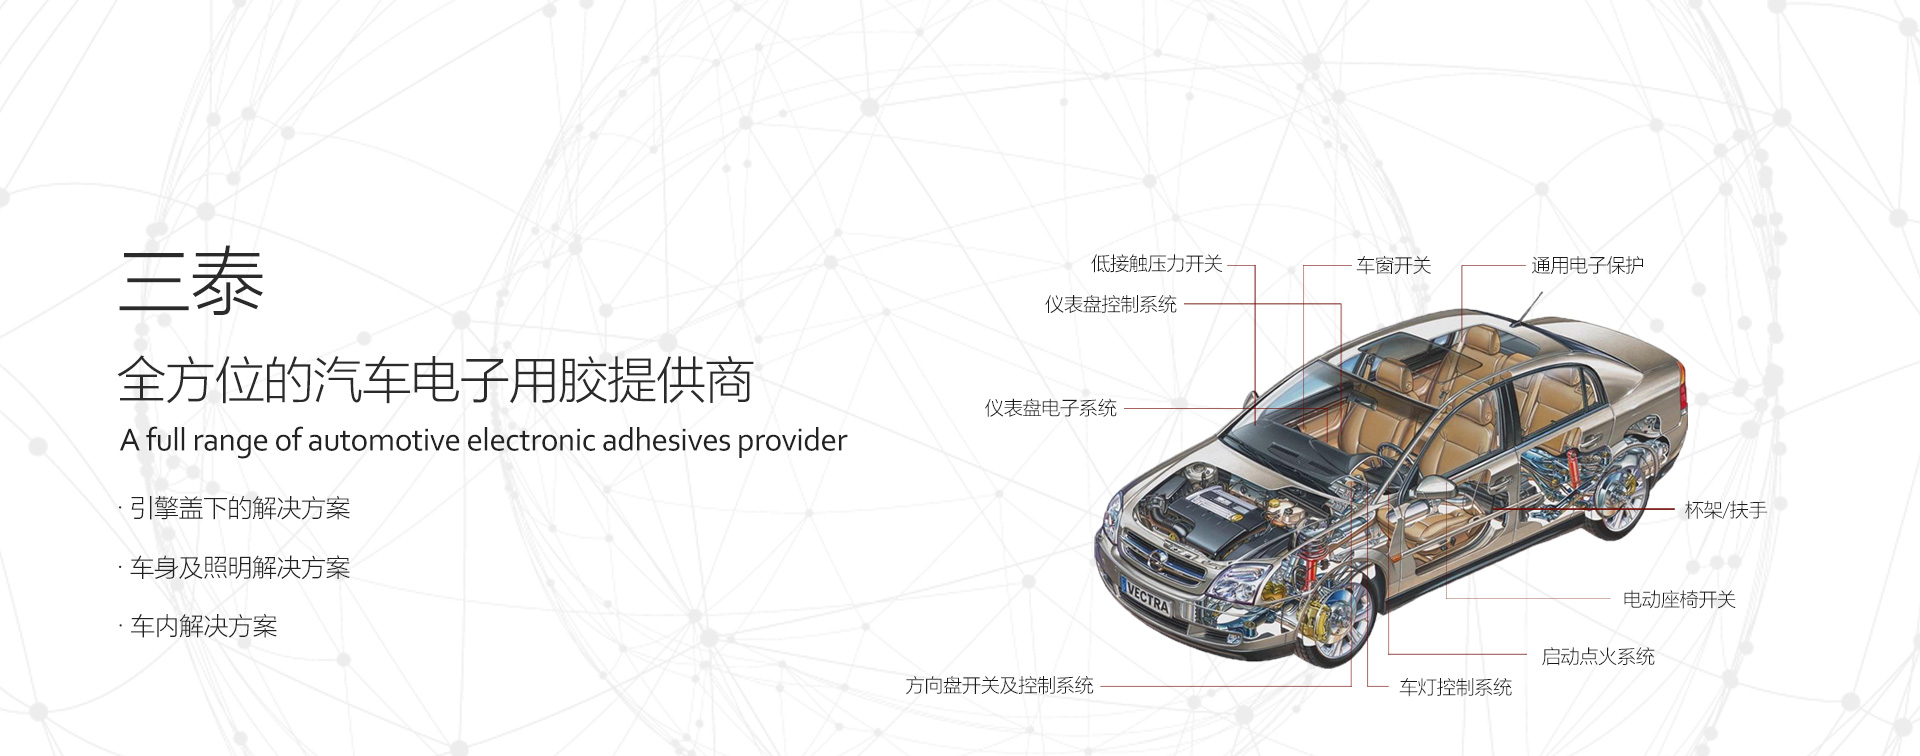 三泰
全方位的汽车电子用胶提供商
A full range of automotive electronic adhesives provider
· 引擎盖下的解决方案
· 车身及照明解决方案
· 车内解决方案
低接触压力开关
车窗开关
通用电子保护
仪表盘控制系统
仪表盘电子系统
杯架/扶手
电动座椅开关
启动点火系统
方向盘开关及控制系统
车灯控制系统
VECTRA